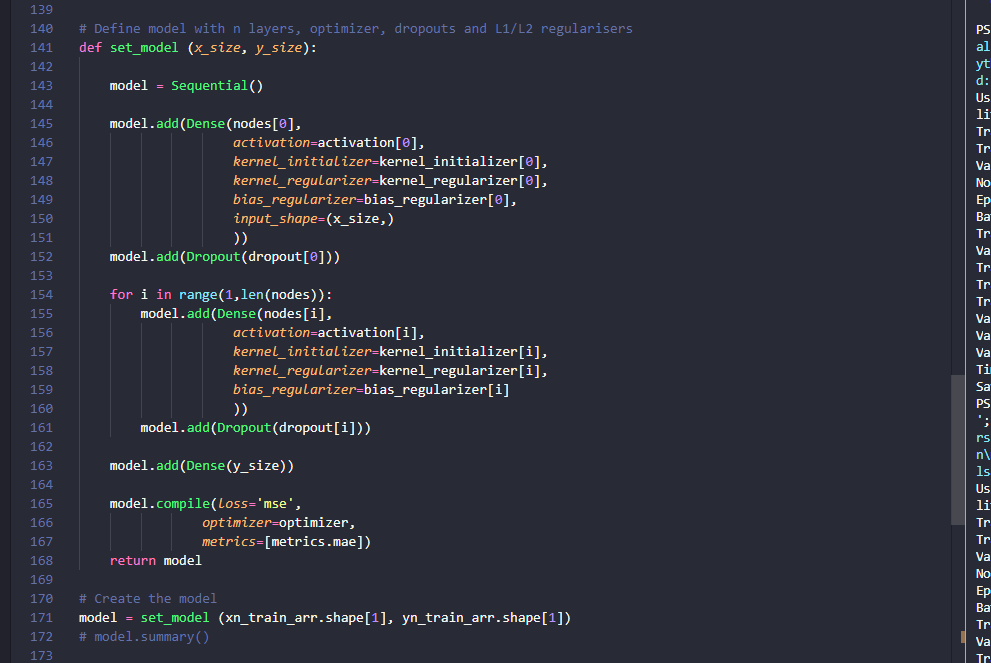 139
140 # Define model with n layers, optimizer, dropouts and L1/L2 regularisers
141 def set_model (x_size, y_size):
142
143     model = Sequential()
144
145     model.add(Dense(nodes[0],
146                     activation=activation[0],
147                     kernel_initializer=kernel_initializer[0],
148                     kernel_regularizer=kernel_regularizer[0],
149                     bias_regularizer=bias_regularizer[0],
150                     input_shape=(x_size,)
151                     ))
152     model.add(Dropout(dropout[0]))
153
154     for i in range(1,len(nodes)):
155         model.add(Dense(nodes[i],
156                     activation=activation[i],
157                     kernel_initializer=kernel_initializer[i],
158                     kernel_regularizer=kernel_regularizer[i],
159                     bias_regularizer=bias_regularizer[i]
160                     ))
161         model.add(Dropout(dropout[i]))
162
163     model.add(Dense(y_size))
164
165     model.compile(loss='mse',
166                 optimizer=optimizer,
167                 metrics=[metrics.mae])
168     return model
169
170 # Create the model
171 model = set_model (xn_train_arr.shape[1], yn_train_arr.shape[1])
172 # model.summary()
173
PS
al
yt
d:
Us
li
Tr
Tr
Va
No
Ep
Ba
Tr
Va
Tr
Tr
Tr
Va
Va
Va
Ti
Sa
PS
';
rs
n\
ls
Us
li
Tr
Tr
Va
No
Ep
Ba
Tr
Va
Tr